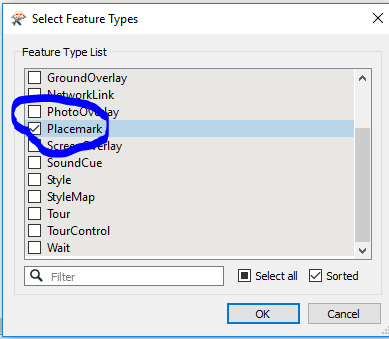 Select Feature Types
Feature Type List
GroundOverlay
NetworkLink
PhotoOverlay
Placemark
ScreenOverlay
SoundCue
Style
StyleMap
Tour
TourControl
Wait
Filter
Select all
Sorted
OK
Cancel